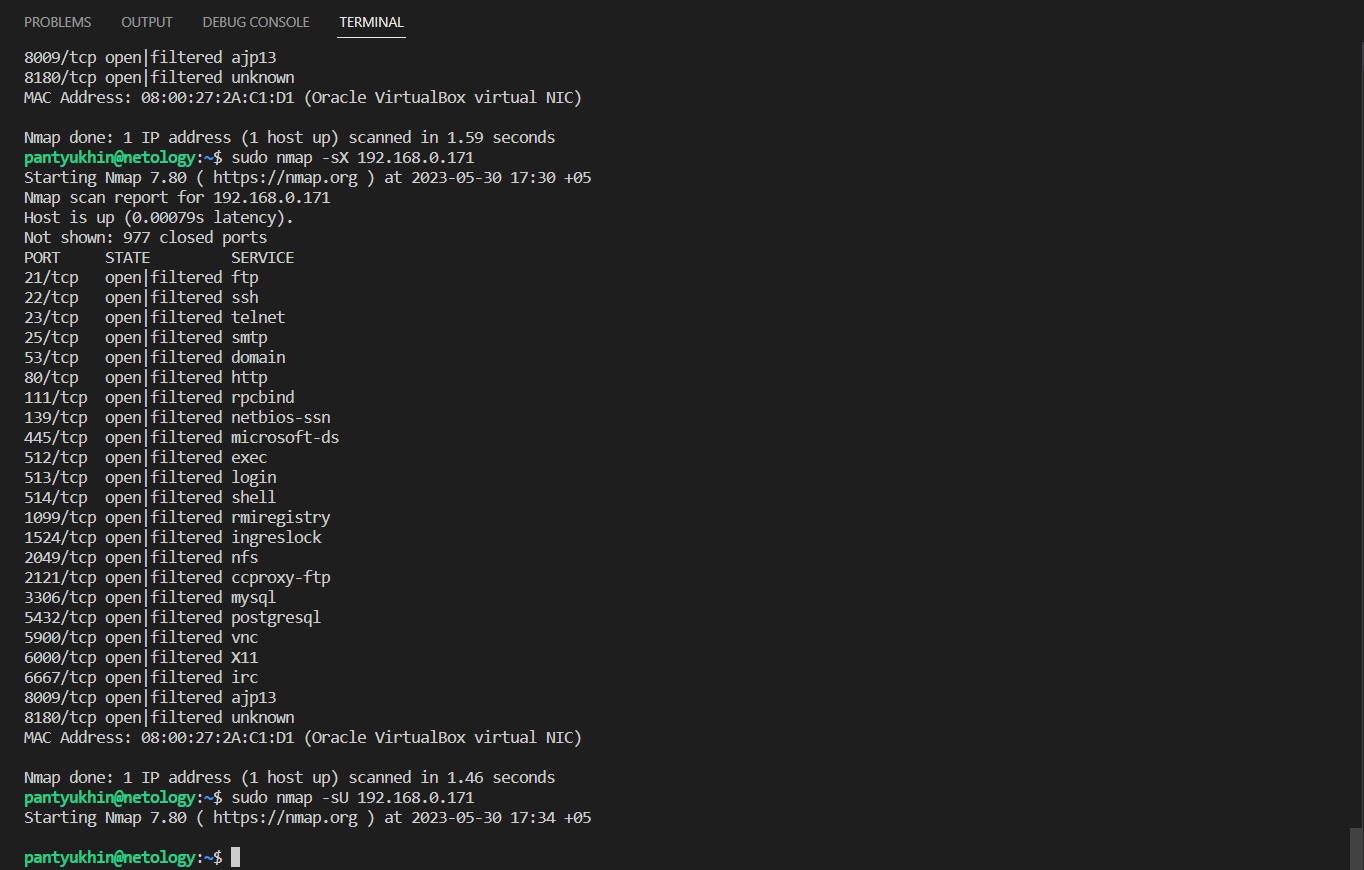 PROBLEMS OUTPUT DEBUG CONSOLE TERMINAL
8009/tcp open|filtered ajp13
8180/tcp open|filtered unknown
MAC Address: 08:00:27:2A:C1:D1 (Oracle VirtualBox virtual NIC)
Nmap done: 1 IP address (1 host up) scanned in 1.59 seconds
pantyukhin@netology:~$ sudo nmap -sX 192.168.0.171
Starting Nmap 7.80 ( https://nmap.org ) at 2023-05-30 17:30 +05
Nmap scan report for 192.168.0.171
Host is up (0.00079s latency).
Not shown: 977 closed ports
PORT     STATE         SERVICE
21/tcp   open|filtered ftp
22/tcp   open|filtered ssh
23/tcp   open|filtered telnet
25/tcp   open|filtered smtp
53/tcp   open|filtered domain
80/tcp   open|filtered http
111/tcp  open|filtered rpcbind
139/tcp  open|filtered netbios-ssn
445/tcp  open|filtered microsoft-ds
512/tcp  open|filtered exec
513/tcp  open|filtered login
514/tcp  open|filtered shell
1099/tcp open|filtered rmiregistry
1524/tcp open|filtered ingreslock
2049/tcp open|filtered nfs
2121/tcp open|filtered ccproxy-ftp
3306/tcp open|filtered mysql
5432/tcp open|filtered postgresql
5900/tcp open|filtered vnc
6000/tcp open|filtered X11
6667/tcp open|filtered irc
8009/tcp open|filtered ajp13
8180/tcp open|filtered unknown
MAC Address: 08:00:27:2A:C1:D1 (Oracle VirtualBox virtual NIC)
Nmap done: 1 IP address (1 host up) scanned in 1.46 seconds
pantyukhin@netology:~$ sudo nmap -sU 192.168.0.171
Starting Nmap 7.80 ( https://nmap.org ) at 2023-05-30 17:34 +05
pantyukhin@netology:~$